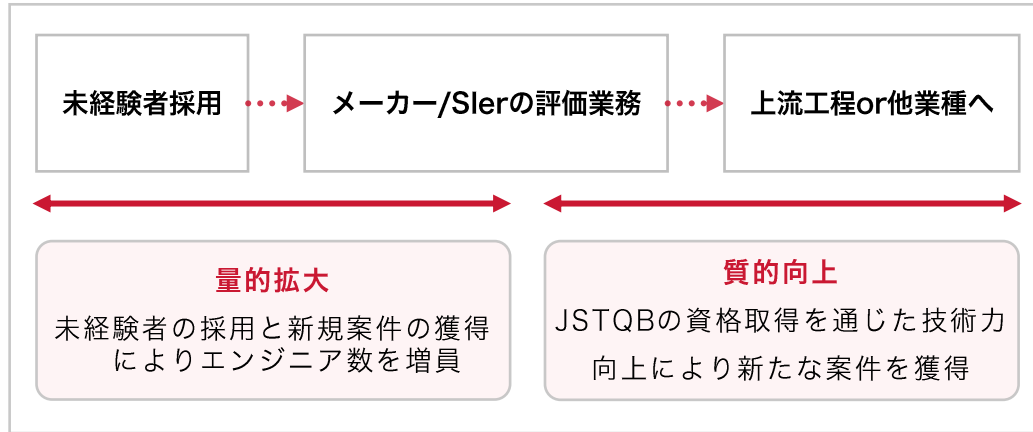 未経験者採用
メーカー/SIerの評価業務
上流工程or他業種へ
量的拡大
未経験者の採用と新規案件の獲得
によりエンジニア数を増員
質的向上
JSTQBの資格取得を通じた技術力
向上により新たな案件を獲得